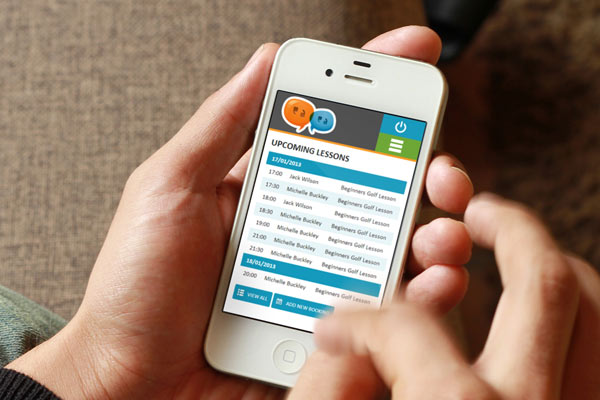 UPCOMING LESSONS
17/01/2013
17:00 Jack Wilson Beginners Golf Lesson
17:30 Michelle Buckley Beginners Golf Lesson
18:00 Jack Wilson Beginners Golf Lesson
18:30 Michelle Buckley Beginners Golf Lesson
19:00 Michelle Buckley Beginners Golf Lesson
21:00 Michelle Buckley Beginners Golf Lesson
21:30 Michelle Buckley Beginners Golf Lesson
18/01/2013
20:00 Michelle Buckley Beginners Golf Lesson
VIEW ALL ADD NEW BOOKING